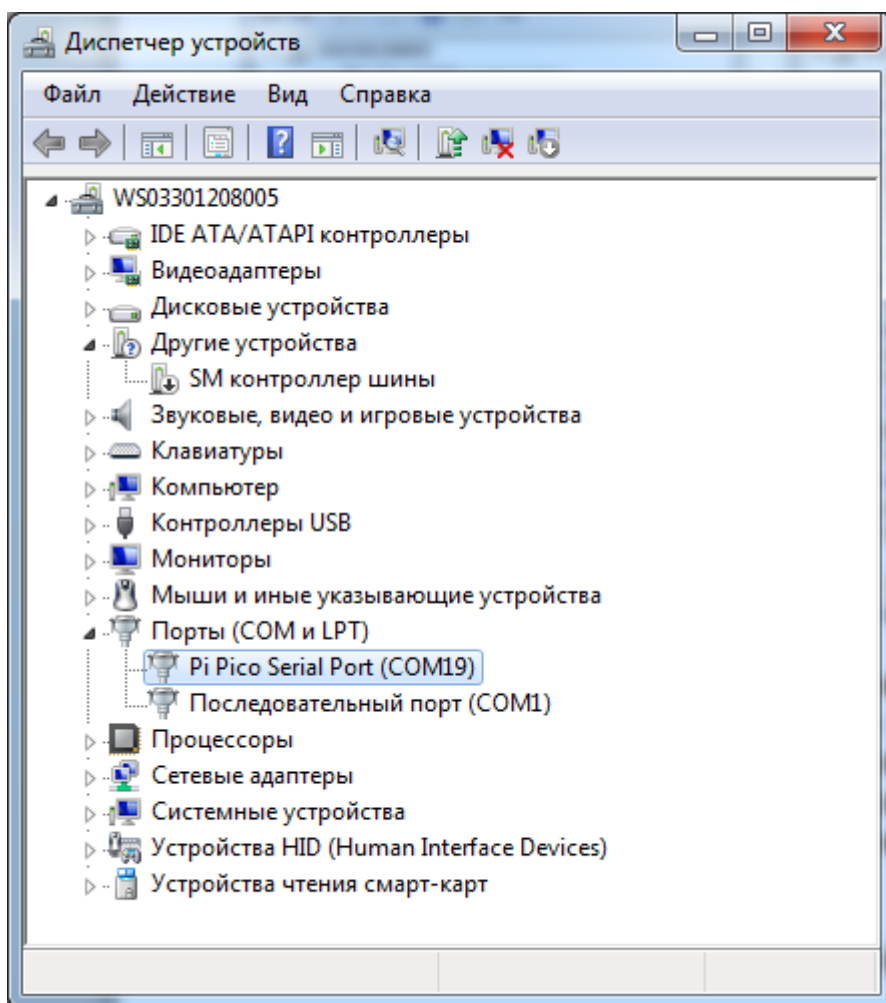 Диспетчер устройств
Файл Действие Вид Справка
WS03301208005
IDE ATA/ATAPI контроллеры
Видеоадаптеры
Дисковые устройства
Другие устройства
SM контроллер шины
Звуковые, видео и игровые устройства
Клавиатуры
Компьютер
Контроллеры USB
Мониторы
Мыши и иные указывающие устройства
Порты (COM и LPT)
Pi Pico Serial Port (COM19)
Последовательный порт (COM1)
Процессоры
Сетевые адаптеры
Системные устройства
Устройства HID (Human Interface Devices)
Устройства чтения смарт-карт